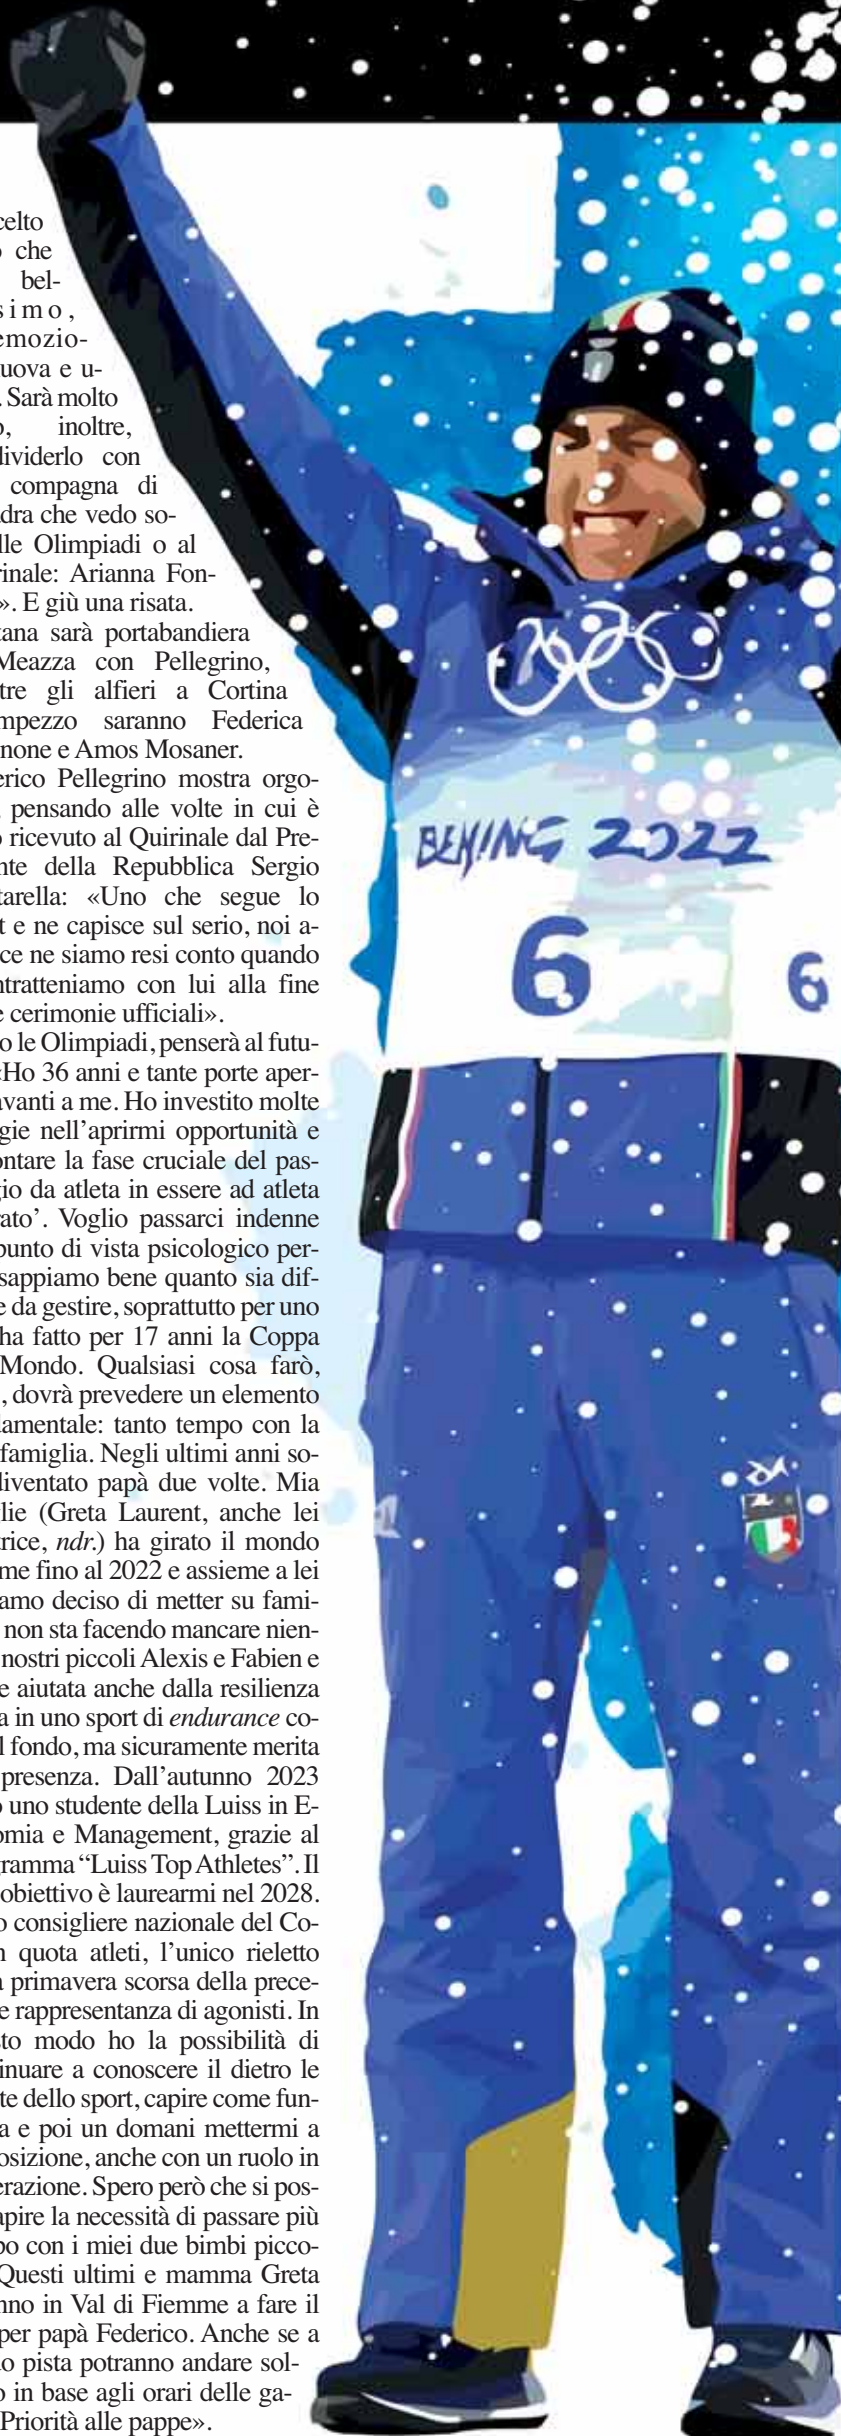 celto
o che
bel-
simo,
emozio-
uova e u-
. Sarà molto
o, inoltre,
dividerlo con
compagna di
dra che vedo so-
lle Olimpiadi o al
rinale: Arianna Fon-
». E giù una risata.
tana sarà portabandiera
Meazza con Pellegrino,
tre gli alfieri a Cortina
mpezzo saranno Federica
none e Amos Mosaner.
erico Pellegrino mostra orgo-
, pensando alle volte in cui è
o ricevuto al Quirinale dal Pre-
nte della Repubblica Sergio
tarella: «Uno che segue lo
t e ne capisce sul serio, noi a-
ce ne siamo resi conto quando
ntratteniamo con lui alla fine
e cerimonie ufficiali».
o le Olimpiadi, penserà al futu-
«Ho 36 anni e tante porte aper-
avanti a me. Ho investito molte
gie nell'aprirmi opportunità e
ontare la fase cruciale del pas-
gio da atleta in essere ad atleta
rato'. Voglio passarci indenne
punto di vista psicologico per-
sappiamo bene quanto sia dif-
e da gestire, soprattutto per uno
ha fatto per 17 anni la Coppa
Mondo. Qualsiasi cosa farò,
, dovrà prevedere un elemento
damentale: tanto tempo con la
famiglia. Negli ultimi anni so-
diventato papà due volte. Mia
glie (Greta Laurent, anche lei
trice, ndr.) ha girato il mondo
me fino al 2022 e assieme a lei
amo deciso di metter su fami-
non sta facendo mancare nien-
nostri piccoli Alexis e Fabien e
e aiutata anche dalla resilienza
a in uno sport di endurance co-
l fondo, ma sicuramente merita
presenza. Dall'autunno 2023
o uno studente della Luiss in E-
omia e Management, grazie al
gramma “Luiss Top Athletes”. Il
obiettivo è laurearmi nel 2028.
o consigliere nazionale del Co-
n quota atleti, l'unico rieletto
a primavera scorsa della prece-
e rappresentanza di agonisti. In
sto modo ho la possibilità di
tinuare a conoscere il dietro le
te dello sport, capire come fun-
a e poi un domani mettermi a
osizione, anche con un ruolo in
erazione. Spero però che si pos-
apire la necessità di passare più
po con i miei due bimbi picco-
Questi ultimi e mamma Greta
nno in Val di Fiemme a fare il
per papà Federico. Anche se a
do pista potranno andare sol-
o in base agli orari delle ga-
Priorità alle pappe».
BEIJING 2022
6
6